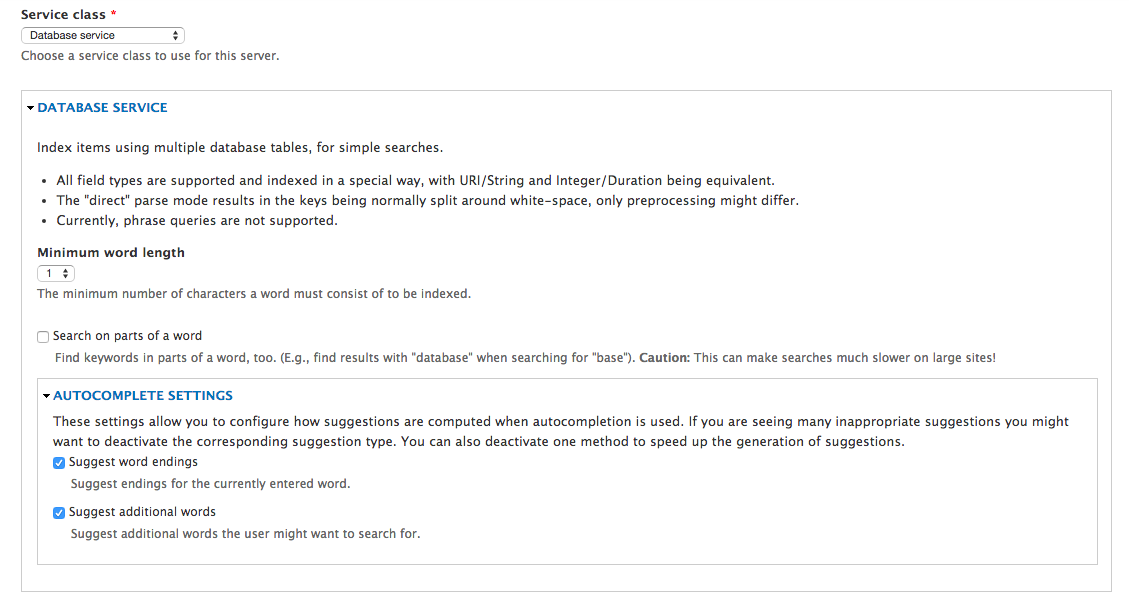 Service class *
Database service
Choose a service class to use for this server.
DATABASE SERVICE
Index items using multiple database tables, for simple searches.
• All field types are supported and indexed in a special way, with URI/String and Integer/Duration being equivalent.
• The "direct" parse mode results in the keys being normally split around white-space, only preprocessing might differ.
• Currently, phrase queries are not supported.
Minimum word length
1
The minimum number of characters a word must consist of to be indexed.
Search on parts of a word
Find keywords in parts of a word, too. (E.g., find results with "database" when searching for "base"). Caution: This can make searches much slower on large sites!
AUTOCOMPLETE SETTINGS
These settings allow you to configure how suggestions are computed when autocompletion is used. If you are seeing many inappropriate suggestions you might
want to deactivate the corresponding suggestion type. You can also deactivate one method to speed up the generation of suggestions.
Suggest word endings
Suggest endings for the currently entered word.
Suggest additional words
Suggest additional words the user might want to search for.